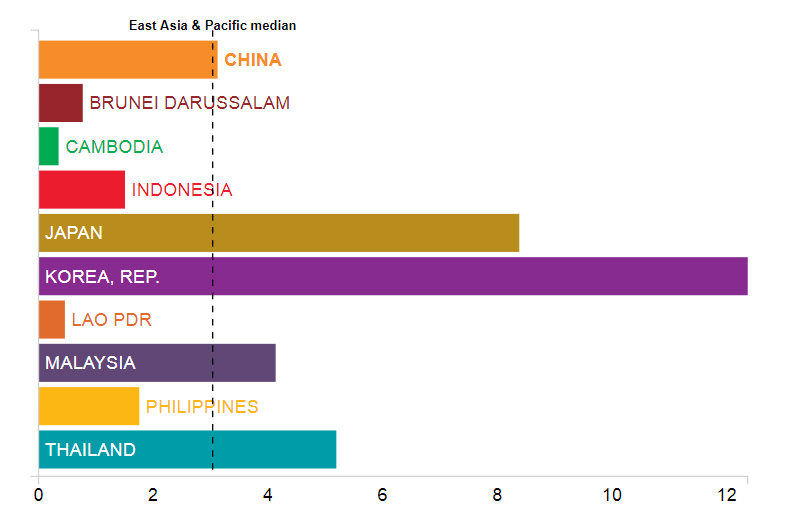 East Asia & Pacific median
CHINA
BRUNEI DARUSSALAM
CAMBODIA
INDONESIA
JAPAN
KOREA, REP.
LAO PDR
MALAYSIA
PHILIPPINES
THAILAND
0 2 4 6 8 10 12